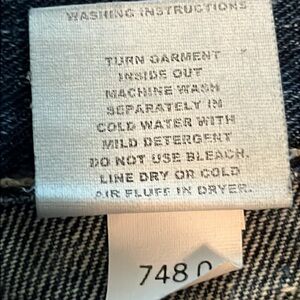 WASHING INSTRUCTIONS
TURN GARMENT
INSIDE OUT
MACHINE WASH
SEPARATELY IN
COLD WATER WITH
MILD DETERGENT
DO NOT USE BLEACH.
LINE DRY OR COLD
AIR FLUFF IN DRYER.
748 0